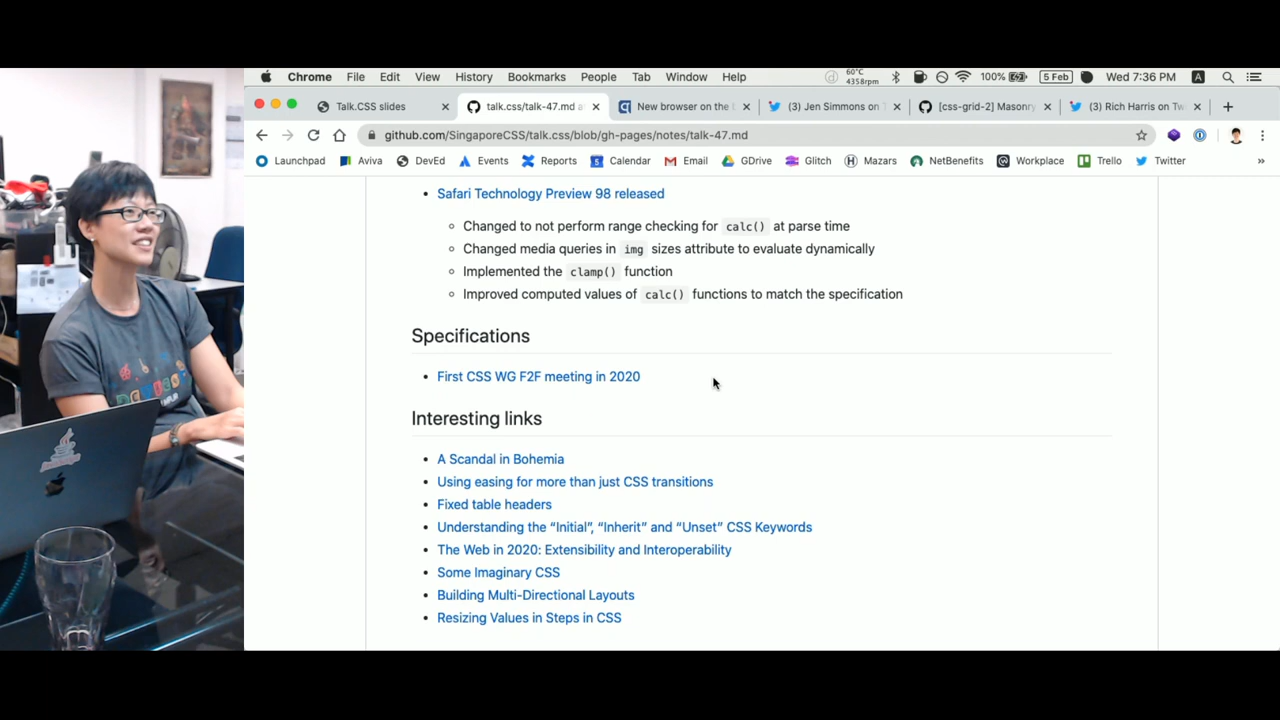 Chrome File Edit View History Bookmarks People Tab Window Help 60°C 4358rpm 100% 5 Feb Wed 7:36 PM A
Talk.CSS slides
talk.css/talk-47.md a
New browser on the b
(3) Jen Simmons on T
[css-grid-2] Masonry
(3) Rich Harris on Tw
github.com/SingaporeCSS/talk.css/blob/gh-pages/notes/talk-47.md
Launchpad Aviva DevEd Events Reports Calendar Email GDrive Glitch Mazars NetBenefits Workplace Trello Twitter »
Safari Technology Preview 98 released
Changed to not perform range checking for calc() at parse time
Changed media queries in img sizes attribute to evaluate dynamically
Implemented the clamp() function
Improved computed values of calc() functions to match the specification
Specifications
First CSS WG F2F meeting in 2020
Interesting links
A Scandal in Bohemia
Using easing for more than just CSS transitions
Fixed table headers
Understanding the “Initial”, “Inherit” and “Unset” CSS Keywords
The Web in 2020: Extensibility and Interoperability
Some Imaginary CSS
Building Multi-Directional Layouts
Resizing Values in Steps in CSS